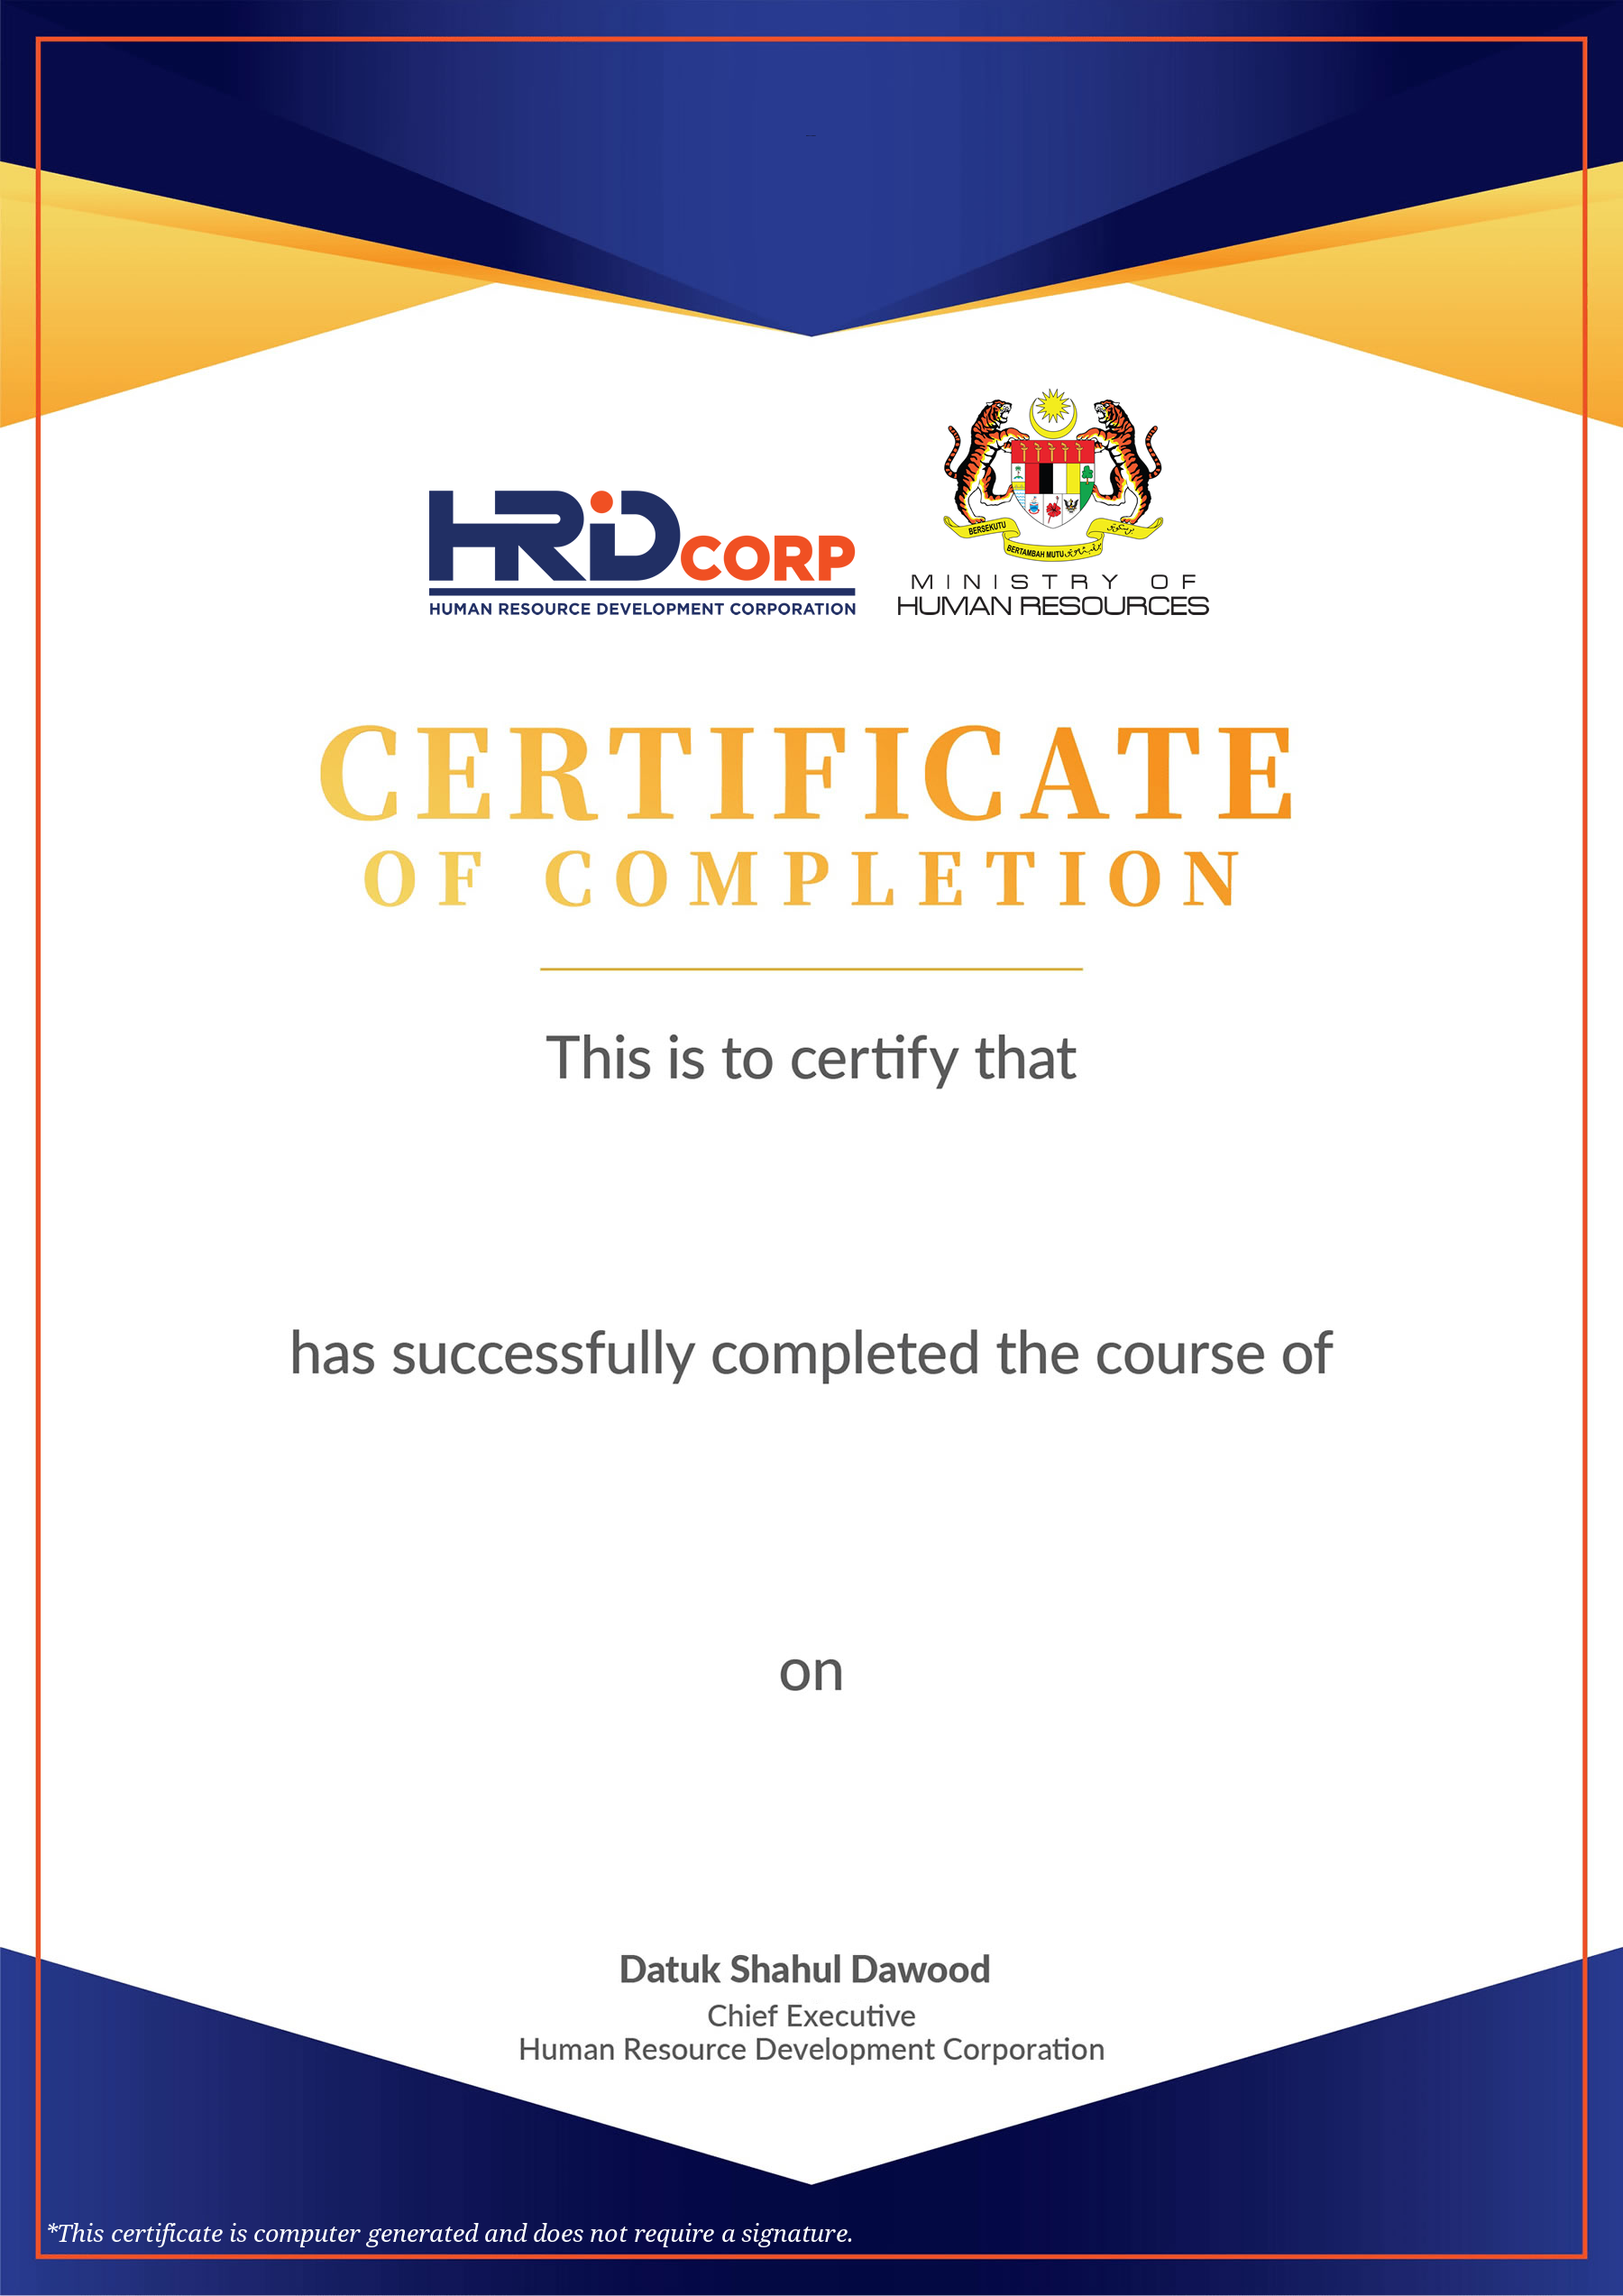 HRD CORP
HUMAN RESOURCE DEVELOPMENT CORPORATION
BERSEKUTU
BERTAMBAH MUTU
MINISTRY OF
HUMAN RESOURCES
CERTIFICATE
OF COMPLETION
This is to certify that
has successfully completed the course of
on
Datuk Shahul Dawood
Chief Executive
Human Resource Development Corporation
*This certificate is computer generated and does not require a signature.